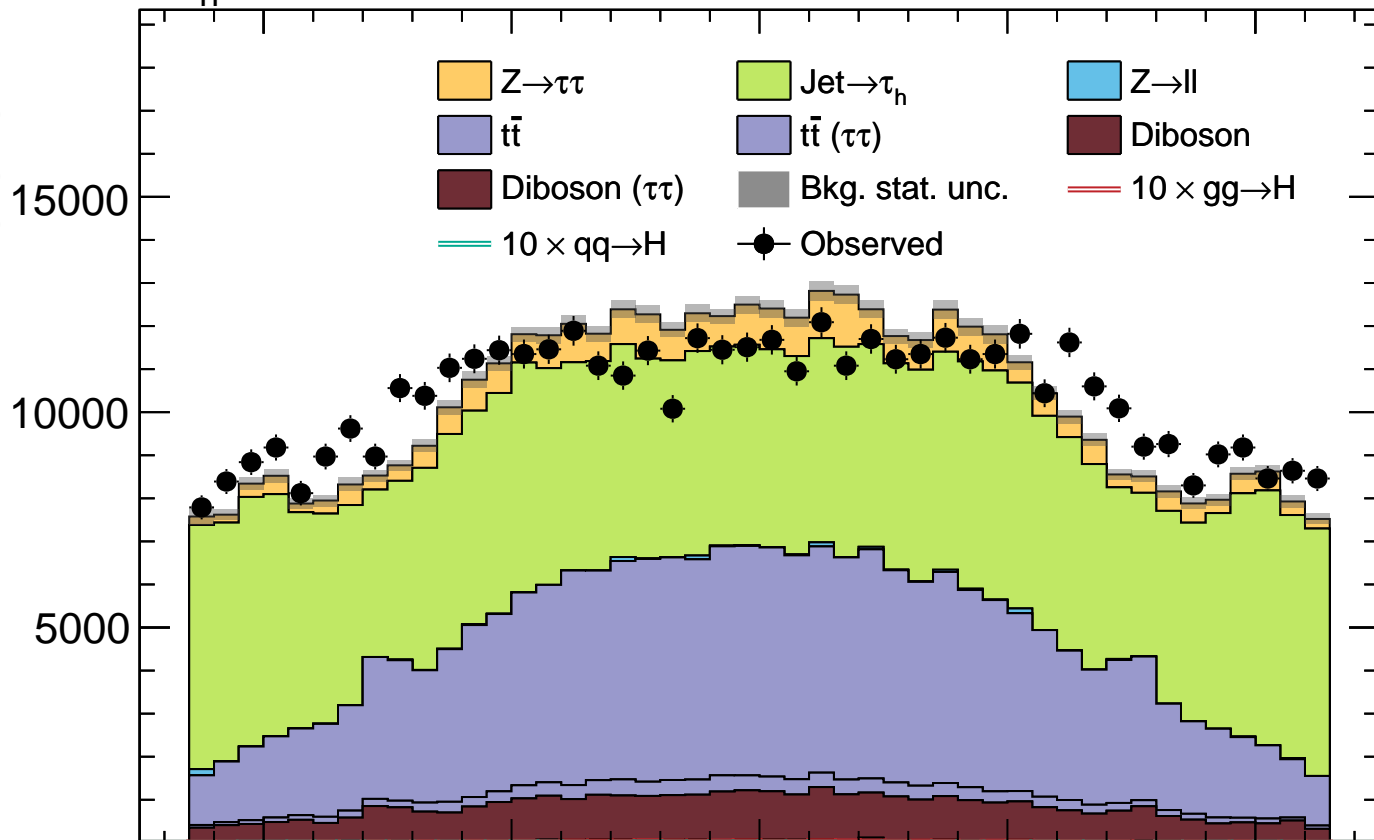 Z→ττ Jet→τh Z→ll
tt̄ tt̄ (ττ) Diboson
Diboson (ττ) Bkg. stat. unc. 10 × gg→H
10 × qq→H Observed
15000
10000
5000